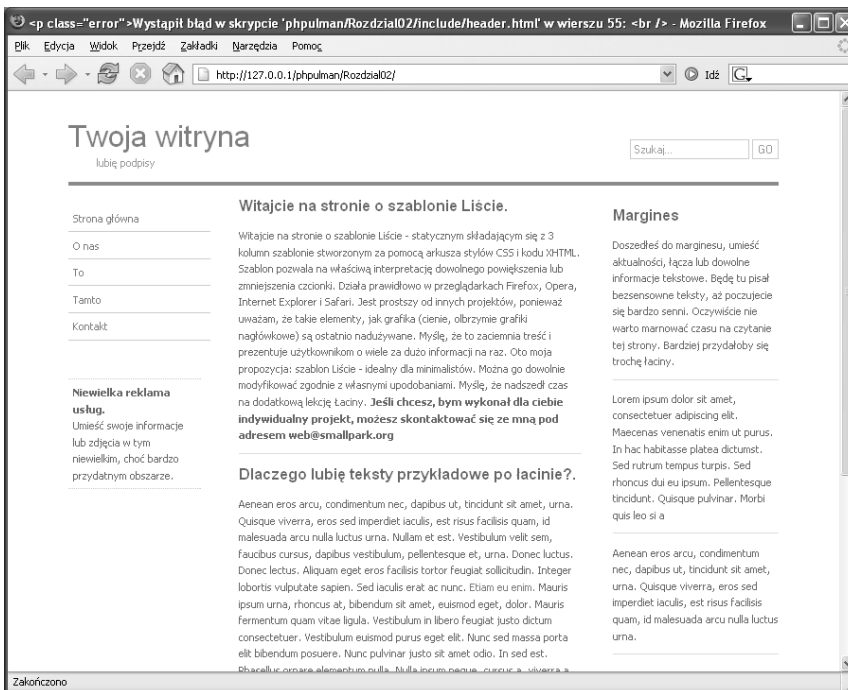 <p class="error">Wystąpił błąd w skrypcie 'phpulman/Rozdzial02/include/header.html' w wierszu 55: <br /> - Mozilla Firefox
Plik Edycja Widok Przejdź Zakładki Narzędzia Pomoc
http://127.0.0.1/phpulman/Rozdzial02/
Idź
Twoja witryna
lubię podpisy
Szukaj...
GO
Strona główna
O nas
To
Tamto
Kontakt
Niewielka reklama
usług.
Umieść swoje informacje
lub zdjęcia w tym
niewielkim, choć bardzo
przydatnym obszarze.
Witajcie na stronie o szablonie Liście.
Witajcie na stronie o szablonie Liście - statycznym składającym się z 3
kolumn szablonie stworzonym za pomocą arkusza stylów CSS i kodu XHTML.
Szablon pozwala na właściwą interpretację dowolnego powiększenia lub
zmniejszenia czcionki. Działa prawidłowo w przeglądarkach Firefox, Opera,
Internet Explorer i Safari. Jest prostszy od innych projektów, ponieważ
uważam, że takie elementy, jak grafika (cienie, olbrzymie grafiki
nagłówkowe) są ostatnio nadużywane. Myślę, że to zaciemnia treść i
prezentuje użytkownikom o wiele za dużo informacji na raz. Oto moja
propozycja: szablon Liście - idealny dla minimalistów. Można go dowolnie
modyfikować zgodnie z własnymi upodobaniami. Myślę, że nadszedł czas
na dodatkową lekcję Łaciny. Jeśli chcesz, bym wykonał dla ciebie
indywidualny projekt, możesz skontaktować się ze mną pod
adresem web@smallpark.org
Dlaczego lubię teksty przykładowe po łacinie?.
Aenean eros arcu, condimentum nec, dapibus ut, tincidunt sit amet, urna.
Quisque viverra, eros sed imperdiet iaculis, est risus facilisis quam, id
malesuada arcu nulla luctus urna. Nullam et est. Vestibulum velit sem,
faucibus cursus, dapibus vestibulum, pellentesque et, urna. Donec luctus.
Donec lectus. Aliquam eget eros facilisis tortor feugiat sollicitudin. Integer
lobortis vulputate sapien. Sed iaculis erat ac nunc. Etiam eu enim. Mauris
ipsum urna, rhoncus at, bibendum sit amet, euismod eget, dolor. Mauris
fermentum quam vitae ligula. Vestibulum in libero feugiat justo dictum
consectetuer. Vestibulum euismod purus eget elit. Nunc sed massa porta
elit bibendum posuere. Nunc pulvinar justo sit amet odio. In sed est.
Phasellus ornare elementum nulla. Nulla ipsum neque, cursus a, viverra a
Margines
Doszedłeś do marginesu, umieść
aktualności, łącza lub dowolne
informacje tekstowe. Będę tu pisał
bezsensowne teksty, aż poczujecie
się bardzo senni. Oczywiście nie
warto marnować czasu na czytanie
tej strony. Bardziej przydałoby się
trochę łaciny.
Lorem ipsum dolor sit amet,
consectetuer adipiscing elit.
Maecenas venenatis enim ut purus.
In hac habitasse platea dictumst.
Sed rutrum tempus turpis. Sed
rhoncus dui eu ipsum. Pellentesque
tincidunt. Quisque pulvinar. Morbi
quis leo si a
Aenean eros arcu, condimentum
nec, dapibus ut, tincidunt sit amet,
urna. Quisque viverra, eros sed
imperdiet iaculis, est risus facilisis
quam, id malesuada arcu nulla luctus
urna.
Zakończono